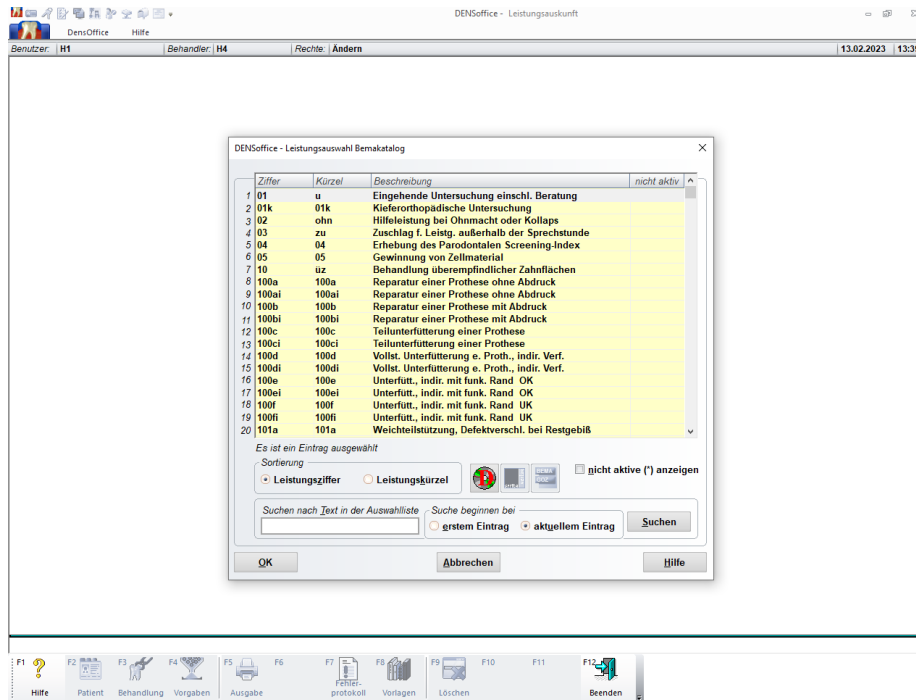 DENSoffice - Leistungsauskunft
DensOffice Hilfe
Benutzer: H1 Behandler: H4 Rechte: Ändern 13.02.2023
DENSoffice - Leistungsauswahl Bemakatalog
Ziffer Kürzel Beschreibung nicht aktiv
1 01 u Eingehende Untersuchung einschl. Beratung
2 01k 01k Kieferorthopädische Untersuchung
3 02 ohn Hilfeleistung bei Ohnmacht oder Kollaps
4 03 zu Zuschlag f. Leistg. außerhalb der Sprechstunde
5 04 04 Erhebung des Parodontalen Screening-Index
6 05 05 Gewinnung von Zellmaterial
7 10 üz Behandlung überempfindlicher Zahnflächen
8 100a 100a Reparatur einer Prothese ohne Abdruck
9 100ai 100ai Reparatur einer Prothese ohne Abdruck
10 100b 100b Reparatur einer Prothese mit Abdruck
11 100bi 100bi Reparatur einer Prothese mit Abdruck
12 100c 100c Teilunterfütterung einer Prothese
13 100ci 100ci Teilunterfütterung einer Prothese
14 100d 100d Vollst. Unterfütterung e. Proth., indir. Verf.
15 100di 100di Vollst. Unterfütterung e. Proth., indir. Verf.
16 100e 100e Unterfütt., indir. mit funk. Rand OK
17 100ei 100ei Unterfütt., indir. mit funk. Rand OK
18 100f 100f Unterfütt., indir. mit funk. Rand UK
19 100fi 100fi Unterfütt., indir. mit funk. Rand UK
20 101a 101a Weichteilstützung, Defektverschl. bei Restgebiß
Es ist ein Eintrag ausgewählt
Sortierung
Leistungsziffer Leistungskürzel
BEMA
GOZ
nicht aktive (*) anzeigen
Suchen nach Text in der Auswahlliste Suche beginnen bei
erstem Eintrag aktuellem Eintrag Suchen
OK Abbrechen Hilfe
F1 F2 F3 F4 F5 F6 F7 F8 F9 F10 F11 F12
Hilfe Patient Behandlung Vorgaben Ausgabe Fehler-
protokoll Vorlagen Löschen Beenden